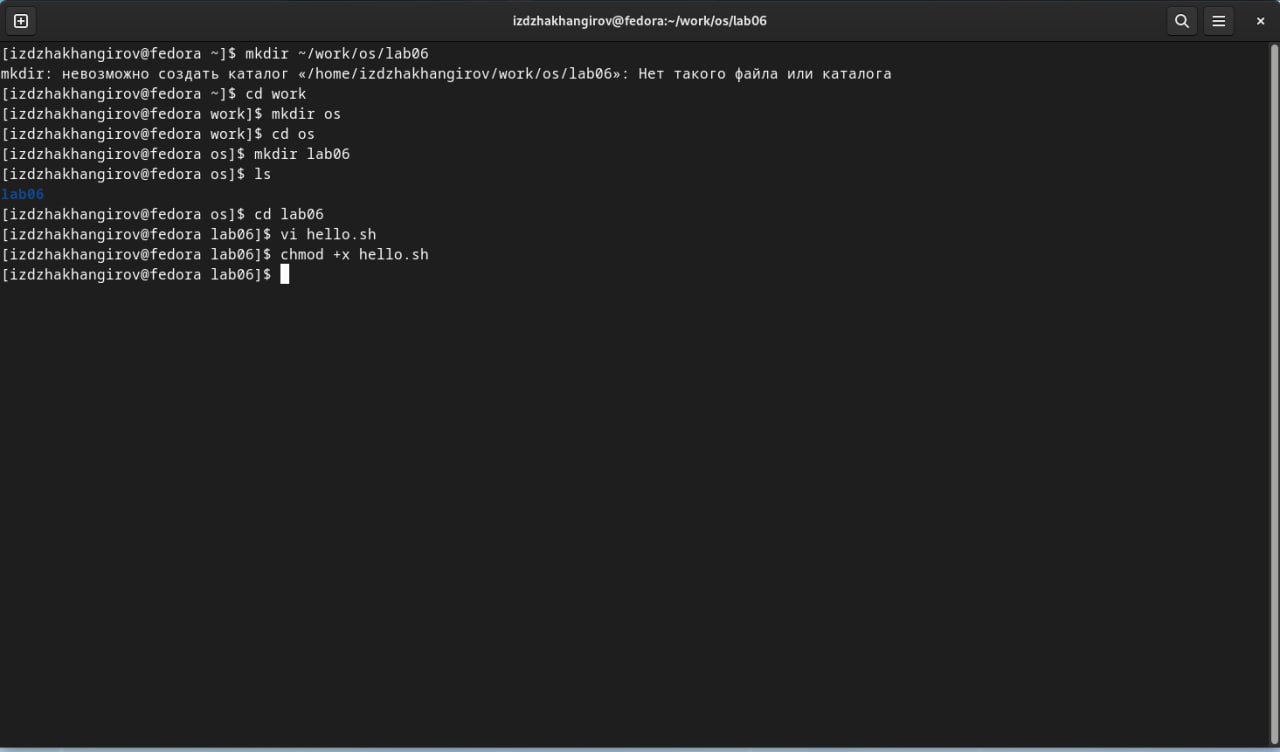 izdzhakhangirov@fedora:~/work/os/lab06
[izdzhakhangirov@fedora ~]$ mkdir ~/work/os/lab06
mkdir: невозможно создать каталог «/home/izdzhakhangirov/work/os/lab06»: Нет такого файла или каталога
[izdzhakhangirov@fedora ~]$ cd work
[izdzhakhangirov@fedora work]$ mkdir os
[izdzhakhangirov@fedora work]$ cd os
[izdzhakhangirov@fedora os]$ mkdir lab06
[izdzhakhangirov@fedora os]$ ls
lab06
[izdzhakhangirov@fedora os]$ cd lab06
[izdzhakhangirov@fedora lab06]$ vi hello.sh
[izdzhakhangirov@fedora lab06]$ chmod +x hello.sh
[izdzhakhangirov@fedora lab06]$